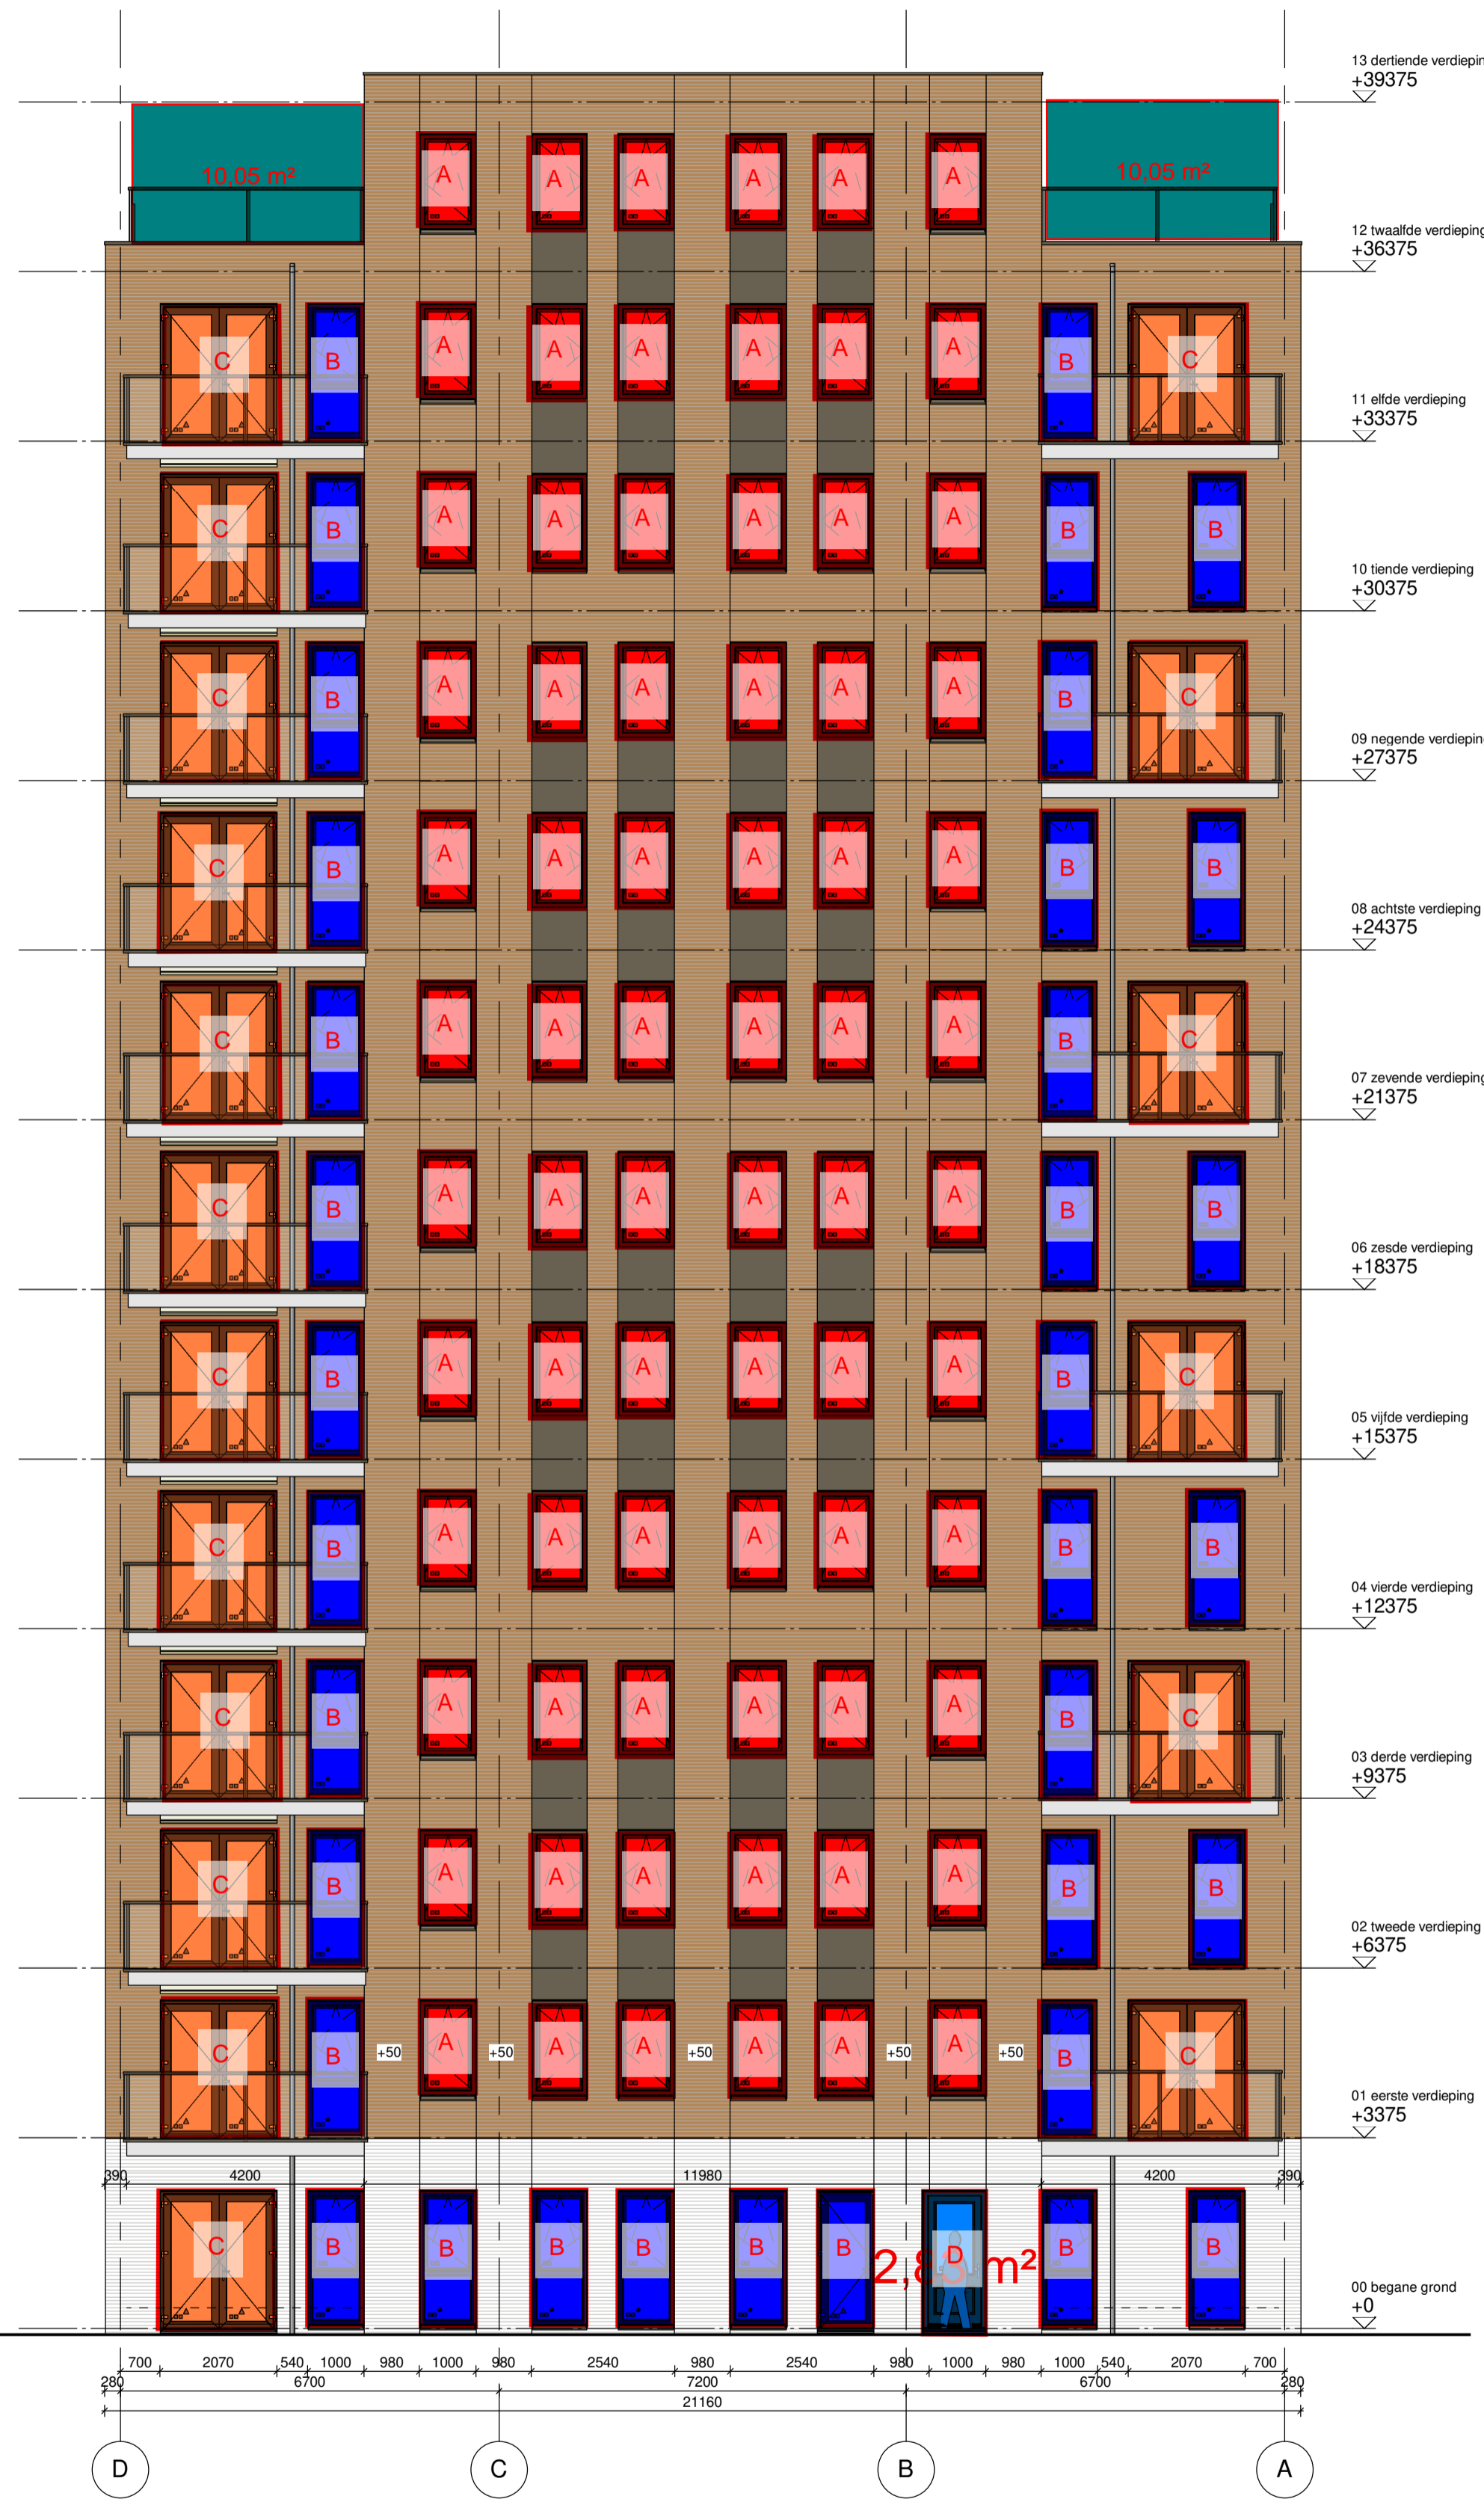 13 dertiende verdiepin
+39375
10,05 m² 10,05 m²
A A A A A A
12 twaalfde verdieping
+36375
C B A A A A A A B C
11 elfde verdieping
+33375
C B A A A A A A B B
10 tiende verdieping
+30375
C B A A A A A A B C
09 negende verdieping
+27375
C B A A A A A A B B
08 achtste verdieping
+24375
C B A A A A A A B C
07 zevende verdieping
+21375
C B A A A A A A B B
06 zesde verdieping
+18375
C B A A A A A A B C
05 vijfde verdieping
+15375
C B A A A A A A B B
04 vierde verdieping
+12375
C B A A A A A A B C
03 derde verdieping
+9375
C B A A A A A A B B
02 tweede verdieping
+6375
C B A A A A A A B C
+50 +50 +50 +50 +50
01 eerste verdieping
+3375
390 4200 11980 4200 390
C B B B B B B D B B
m²
00 begane grond
+0
700 2070 540 1000 980 1000 980 2540 980 2540 980 1000 980 1000 540 2070 700
280 6700 7200 6700 280
21160
D C B A